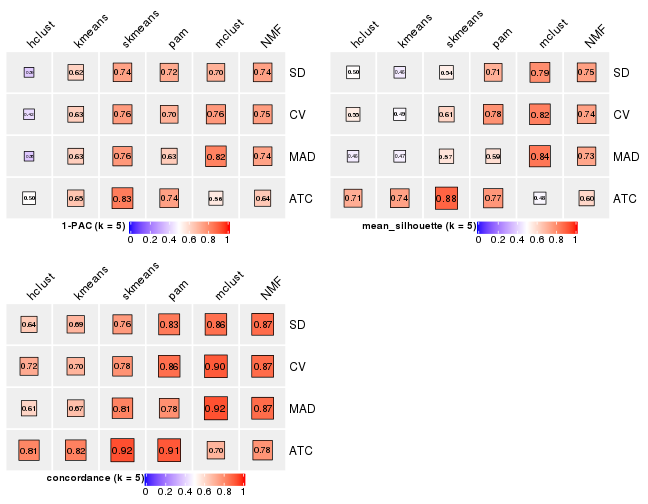 hclust kmeans skmeans pam mclust NMF
0.62 0.74 0.72 0.70 0.74 SD
0.63 0.76 0.70 0.76 0.75 CV
0.63 0.76 0.63 0.82 0.74 MAD
0.50 0.65 0.83 0.74 0.56 0.64 ATC
1-PAC (k = 5)
0 0.2 0.4 0.6 0.8 1
hclust kmeans skmeans pam mclust NMF
0.50 0.46 0.54 0.71 0.79 0.75 SD
0.55 0.49 0.61 0.78 0.82 0.74 CV
0.46 0.47 0.57 0.59 0.84 0.73 MAD
0.71 0.74 0.88 0.77 0.48 0.60 ATC
mean_silhouette (k = 5)
0 0.2 0.4 0.6 0.8 1
hclust kmeans skmeans pam mclust NMF
0.64 0.69 0.76 0.83 0.86 0.87 SD
0.72 0.70 0.78 0.86 0.90 0.87 CV
0.61 0.67 0.81 0.78 0.92 0.87 MAD
0.81 0.82 0.92 0.91 0.70 0.78 ATC
concordance (k = 5)
0 0.2 0.4 0.6 0.8 1